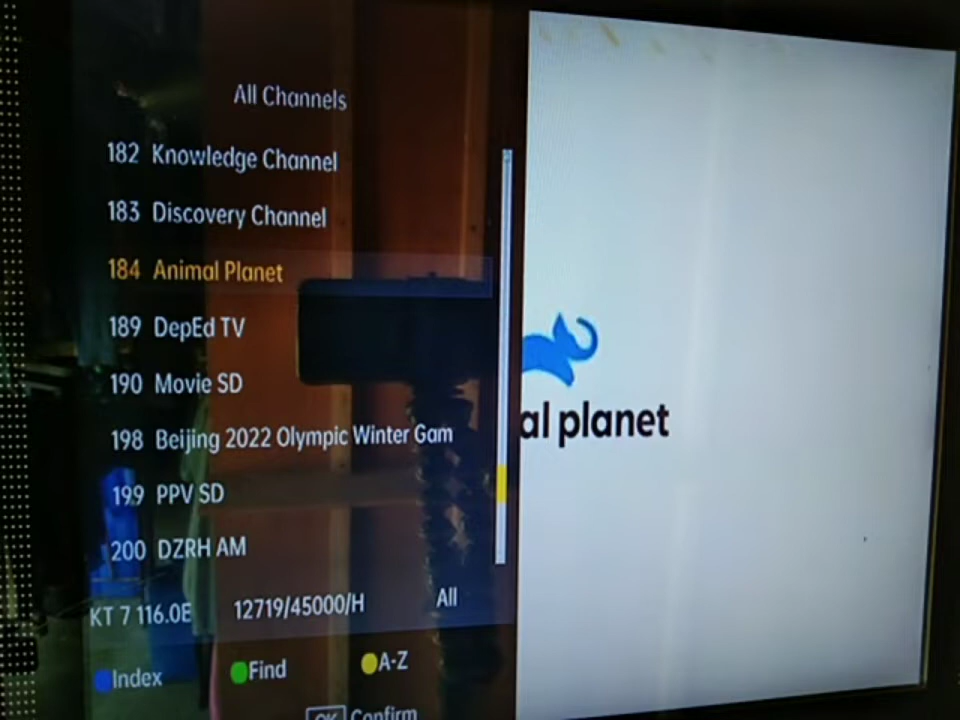 All Channels
182 Knowledge Channel
183 Discovery Channel
184 Animal Planet
189 DepEd TV
190 Movie SD
198 Beijing 2022 Olympic Winter Gam
199 PPV SD
200 DZRH AM
KT 7 116.0E 12719/45000/H All
Index Find A-Z
OK Confirm
al planet